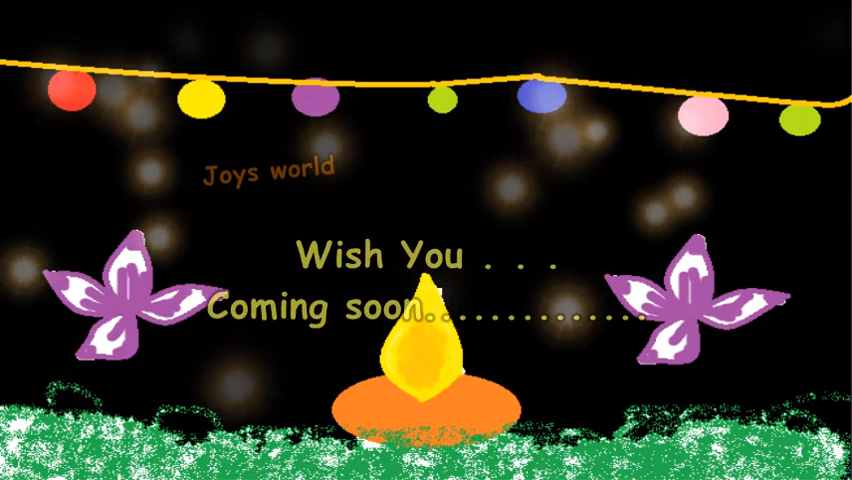 Joys world
Wish You . . .
Coming soon..............